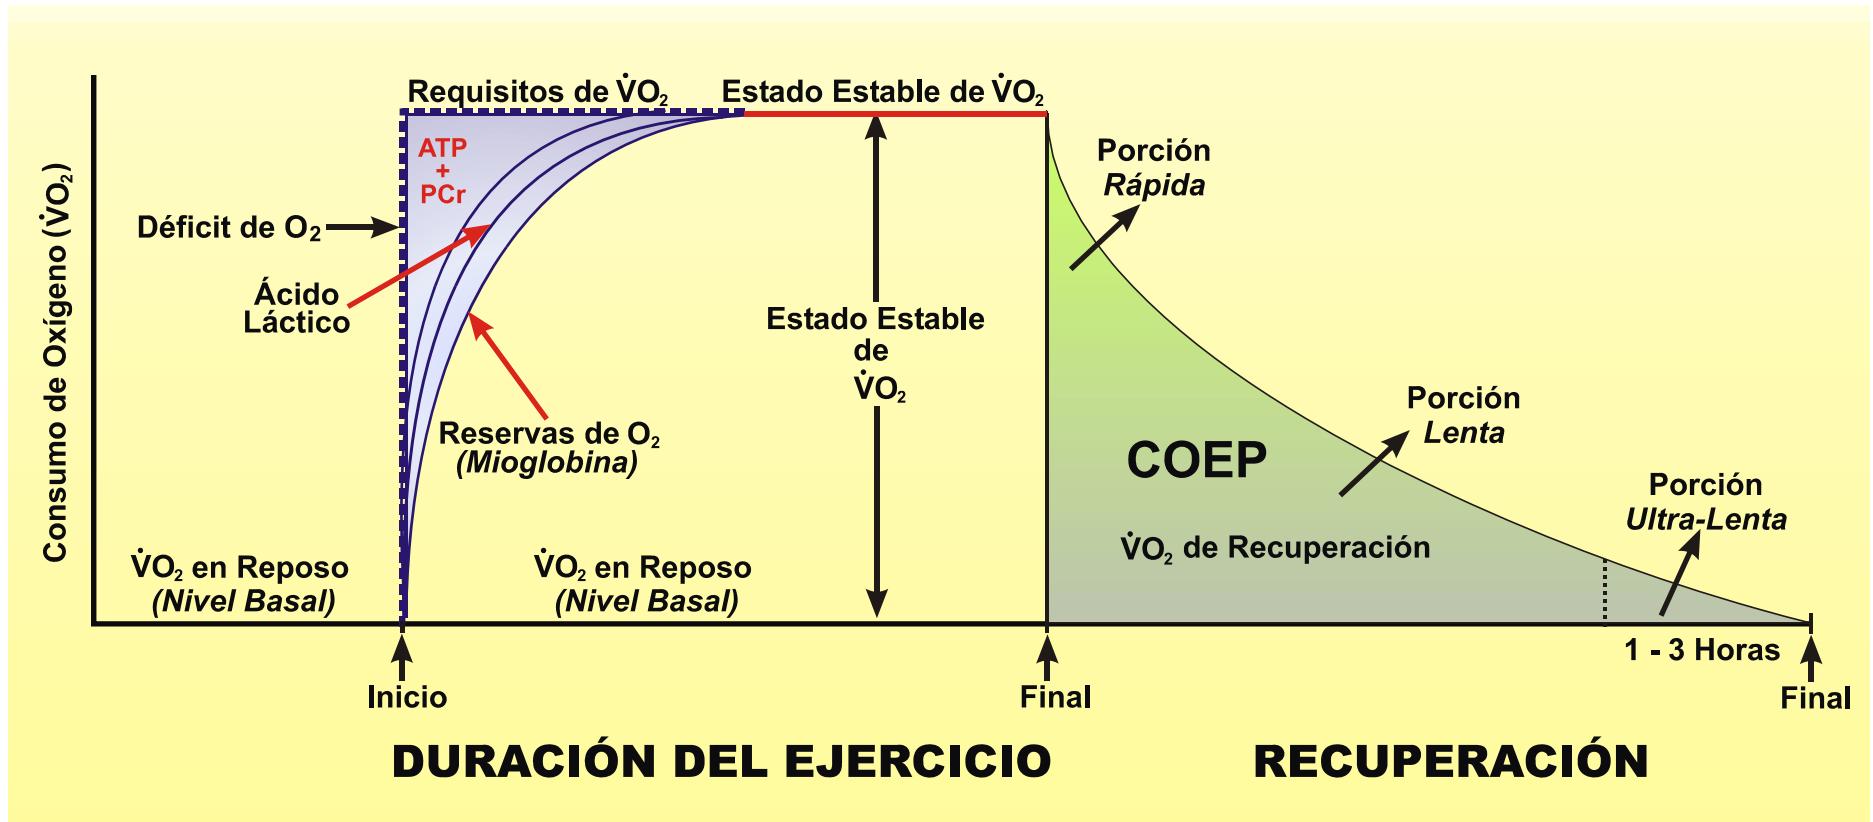 Consumo de Oxígeno (V̇O₂)
Requisitos de V̇O₂
Estado Estable de V̇O₂
ATP
+
PCr
Déficit de O₂
Ácido
Láctico
Reservas de O₂
(Mioglobina)
V̇O₂ en Reposo
(Nivel Basal)
V̇O₂ en Reposo
(Nivel Basal)
Estado Estable
de
V̇O₂
Porción
Rápida
Porción
Lenta
Porción
Ultra-Lenta
COEP
V̇O₂ de Recuperación
1 - 3 Horas
Inicio
Final
Final
DURACIÓN DEL EJERCICIO
RECUPERACIÓN